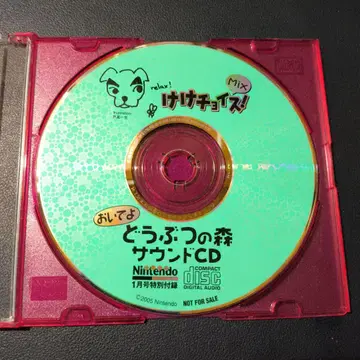 relax!
Mix
けけチョイス!
おいでよ
どうぶつの森
サウンドCD
Nintendo
1月号特別付録
COMPACT
disc
DIGITAL AUDIO
©2005 Nintendo NOT FOR SALE